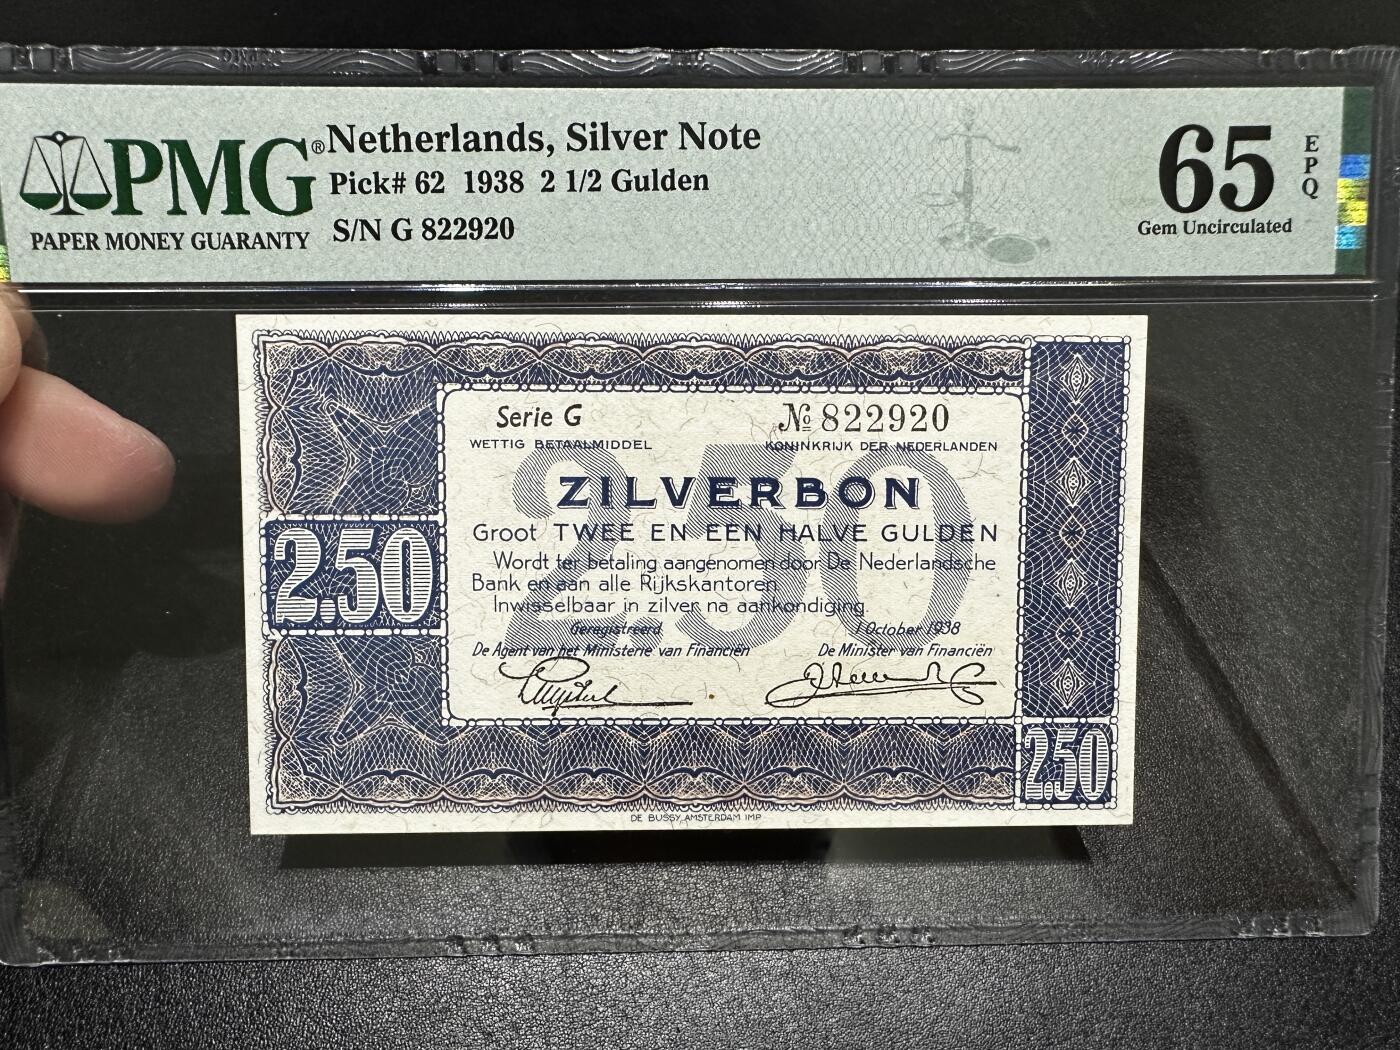 PMG®
PAPER MONEY GUARANTY
Netherlands, Silver Note
Pick# 62 1938 2 1/2 Gulden
S/N G 822920
65 EPQ
Gem Uncirculated
Serie G
№ 822920
WETTIG BETAALMIDDEL
KONINKRIJK DER NEDERLANDEN
250
ZILVERBON
Groot TWEE EN EEN HALVE GULDEN
Wordt ter betaling aangenomen door De Nederlandsche
Bank en aan alle Rijkskantoren.
Inwisselbaar in zilver na aankondiging.
Geregistreerd
1 October 1938
De Agent van het Ministerie van Financiën
De Minister van Financiën
2.50
2.50
DE BUSSY AMSTERDAM IMP